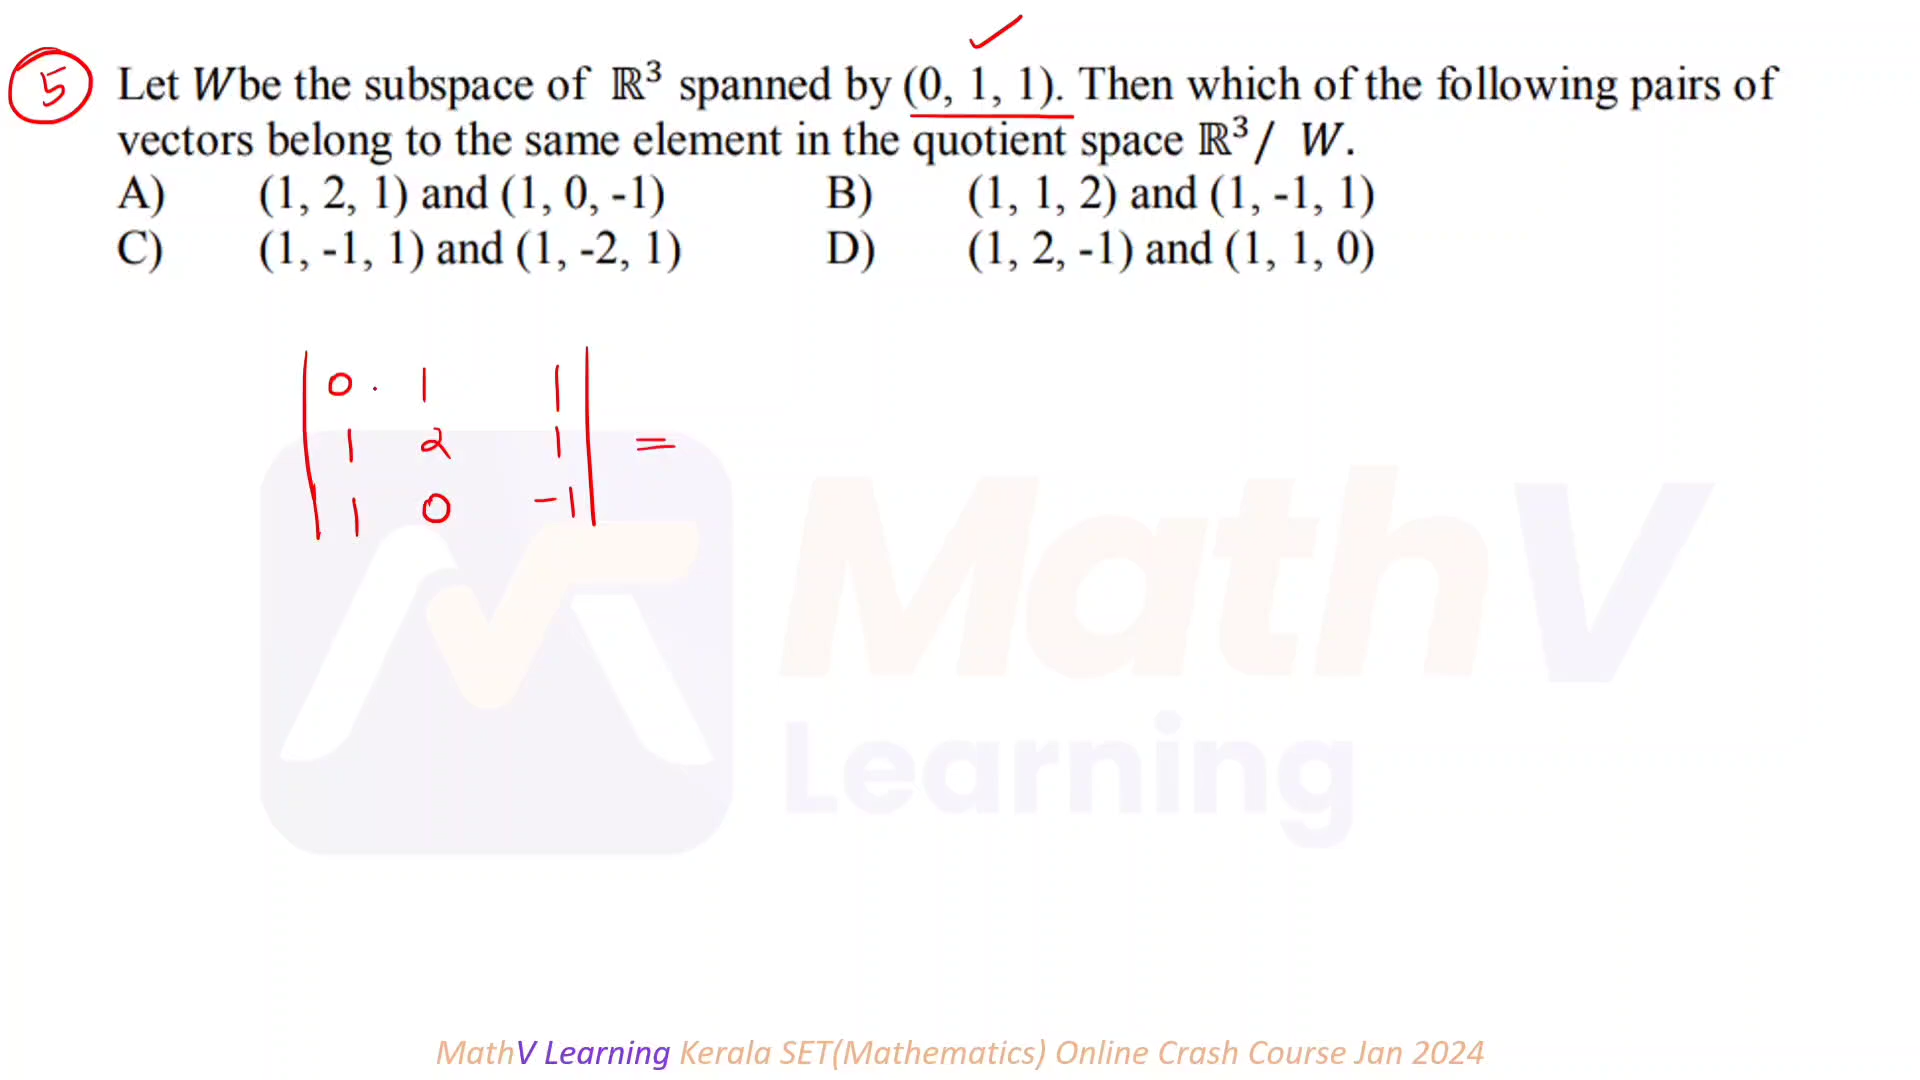 5 Let W be the subspace of ℝ³ spanned by (0, 1, 1). Then which of the following pairs of
vectors belong to the same element in the quotient space ℝ³/ W.
A) (1, 2, 1) and (1, 0, -1) B) (1, 1, 2) and (1, -1, 1)
C) (1, -1, 1) and (1, -2, 1) D) (1, 2, -1) and (1, 1, 0)
| 0 . 1 1 |
| 1 2 1 | =
| 1 0 -1 |
MathV
Learning
MathV Learning Kerala SET(Mathematics) Online Crash Course Jan 2024